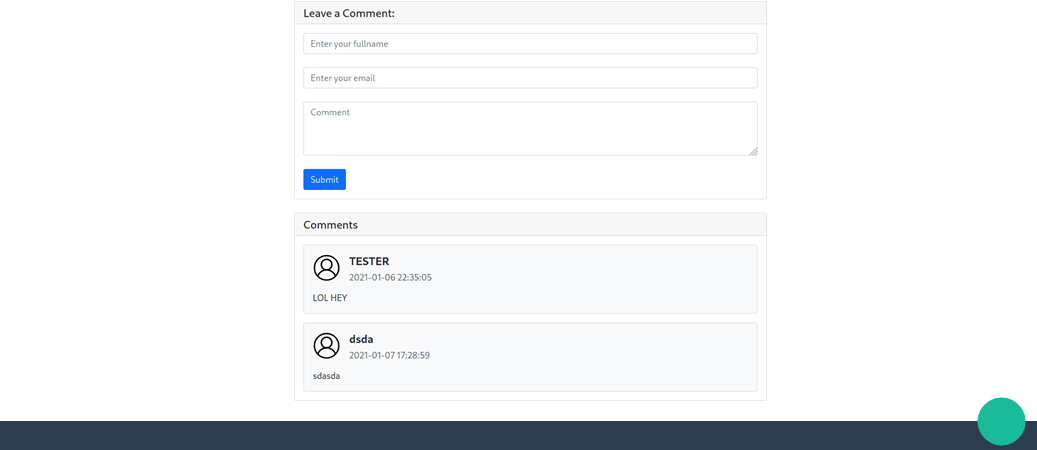 Leave a Comment:
Enter your fullname
Enter your email
Comment
Submit
Comments
TESTER
2021-01-06 22:35:05
LOL HEY
dsda
2021-01-07 17:28:59
sdasda